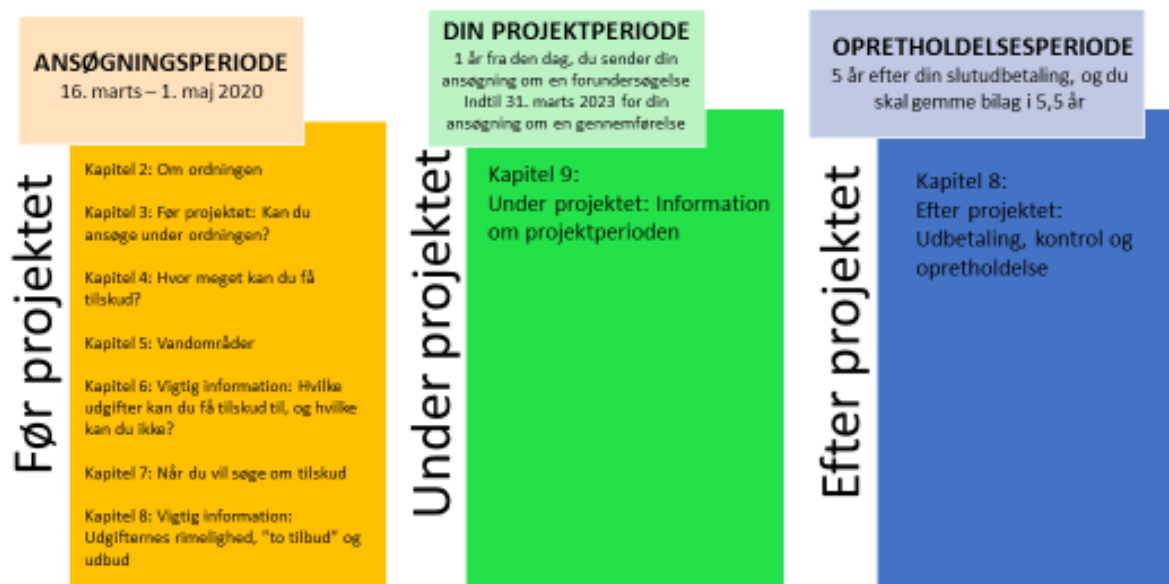 ANSØGNINGSPERIODE
16. marts – 1. maj 2020
Før projektet
Kapitel 2: Om ordningen
Kapitel 3: Før projektet: Kan du
ansøge under ordningen?
Kapitel 4: Hvor meget kan du få
tilskud?
Kapitel 5: Vandområder
Kapitel 6: Vigtig information: Hvilke
udgifter kan du få tilskud til, og hvilke
kan du ikke?
Kapitel 7: Når du vil søge om tilskud
Kapitel 8: Vigtig information:
Udgifternes rimelighed, "to tilbud" og
udbud
DIN PROJEKTPERIODE
1 år fra den dag, du sender din
ansøgning om en forundersøgelse
Indtil 31. marts 2023 for din
ansøgning om en gennemførelse
Under projektet
Kapitel 9:
Under projektet: Information
om projektperioden
OPRETHOLDELSESPERIODE
5 år efter din slutudbetaling, og du
skal gemme bilag i 5,5 år
Efter projektet
Kapitel 8:
Efter projektet:
Udbetaling, kontrol og
opretholdelse